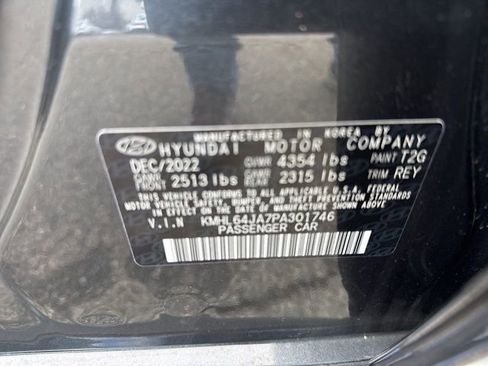 MANUFACTURED IN KOREA BY
HYUNDAI MOTOR COMPANY
DEC/2022 GVWR 4354 lbs PAINT T2G
GAWR FRONT 2513 lbs GAWR REAR 2315 lbs TRIM REY
THIS VEHICLE CONFORMS TO ALL APPLICABLE U.S.A. FEDERAL
MOTOR VEHICLE SAFETY, BUMPER, AND THEFT PREVENTION STANDARDS
IN EFFECT ON THE DATE OF MANUFACTURE SHOWN ABOVE.
V.I.N KMHL64JA7PA301746
PASSENGER CAR